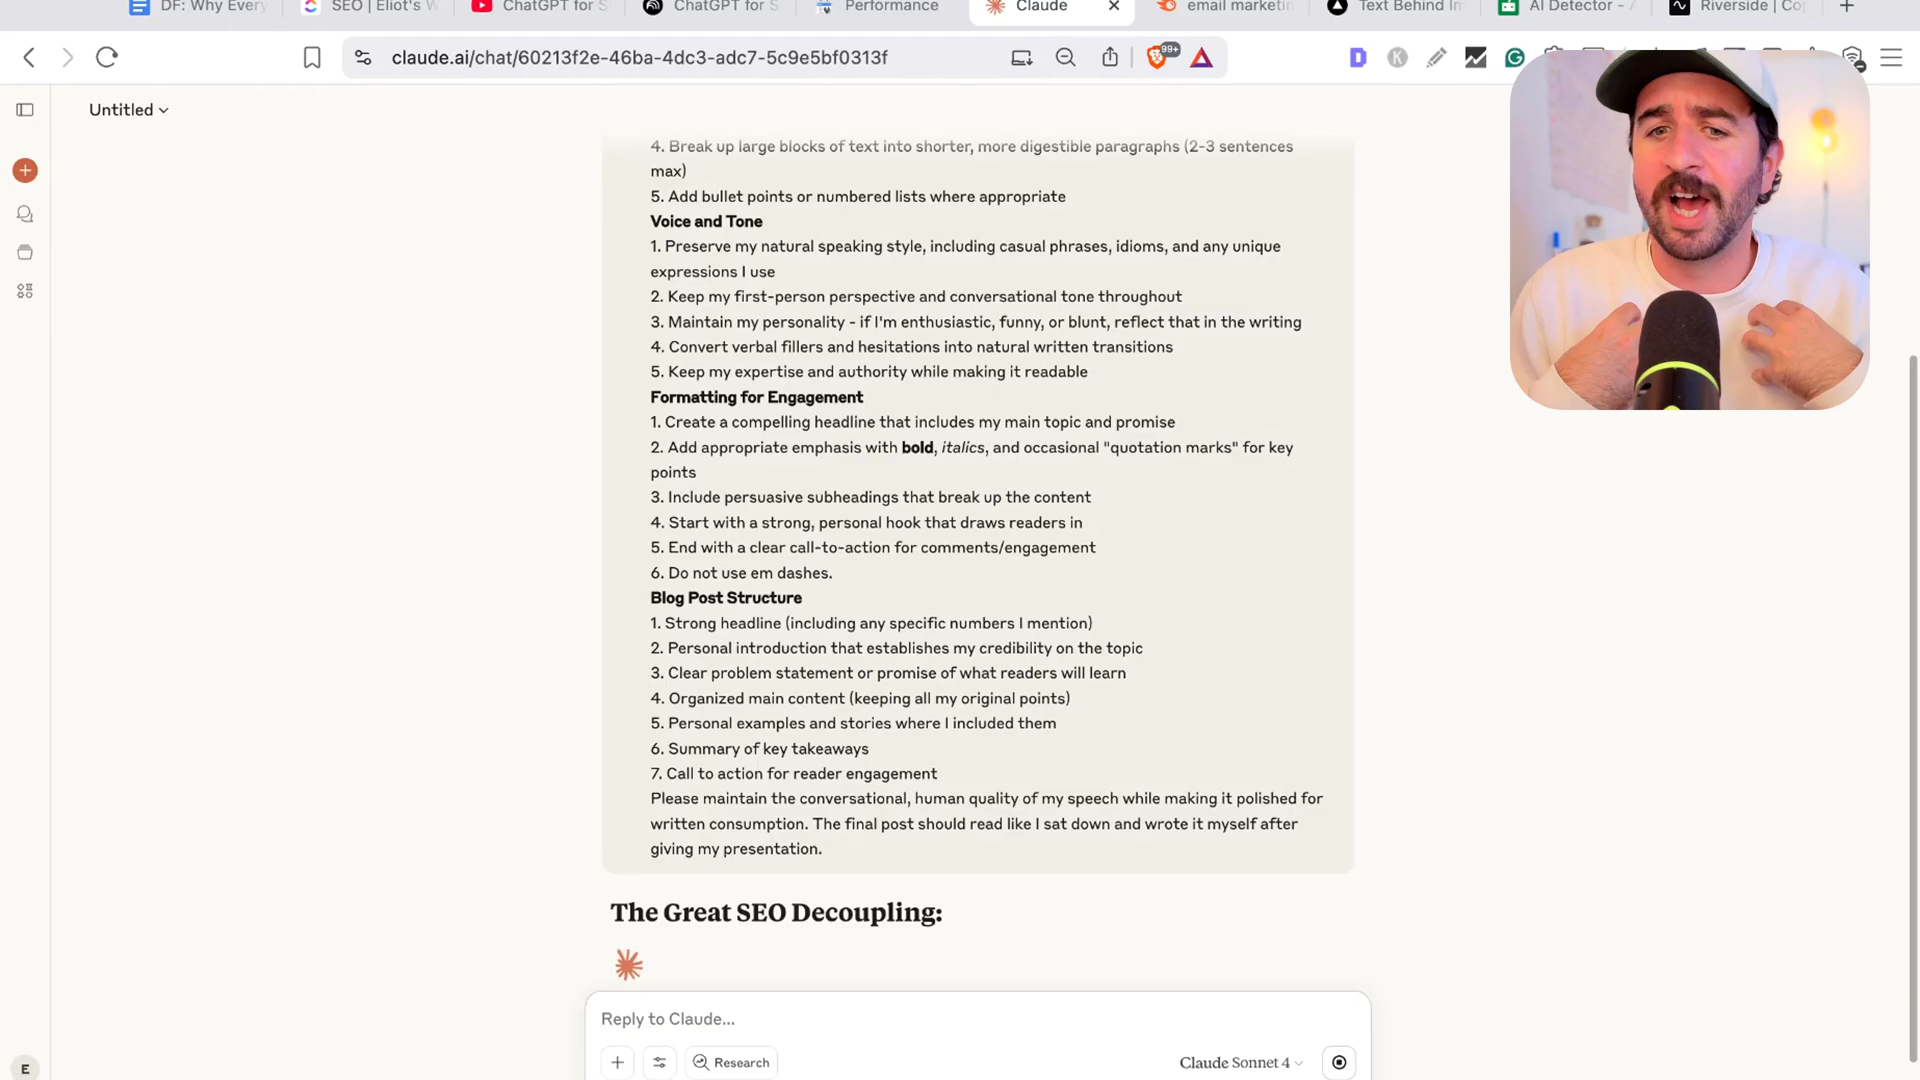 DF: Why Every
SEO | Eliot's W
ChatGPT for S
ChatGPT for S
Performance
Claude
email marketin
Text Behind Im
AI Detector - A
Riverside | Co
claude.ai/chat/60213f2e-46ba-4dc3-adc7-5c9e5bf0313f
99+
Untitled
4. Break up large blocks of text into shorter, more digestible paragraphs (2-3 sentences
max)
5. Add bullet points or numbered lists where appropriate
Voice and Tone
1. Preserve my natural speaking style, including casual phrases, idioms, and any unique
expressions I use
2. Keep my first-person perspective and conversational tone throughout
3. Maintain my personality - if I'm enthusiastic, funny, or blunt, reflect that in the writing
4. Convert verbal fillers and hesitations into natural written transitions
5. Keep my expertise and authority while making it readable
Formatting for Engagement
1. Create a compelling headline that includes my main topic and promise
2. Add appropriate emphasis with bold, italics, and occasional "quotation marks" for key
points
3. Include persuasive subheadings that break up the content
4. Start with a strong, personal hook that draws readers in
5. End with a clear call-to-action for comments/engagement
6. Do not use em dashes.
Blog Post Structure
1. Strong headline (including any specific numbers I mention)
2. Personal introduction that establishes my credibility on the topic
3. Clear problem statement or promise of what readers will learn
4. Organized main content (keeping all my original points)
5. Personal examples and stories where I included them
6. Summary of key takeaways
7. Call to action for reader engagement
Please maintain the conversational, human quality of my speech while making it polished for
written consumption. The final post should read like I sat down and wrote it myself after
giving my presentation.
The Great SEO Decoupling:
Reply to Claude...
Research
Claude Sonnet 4
E